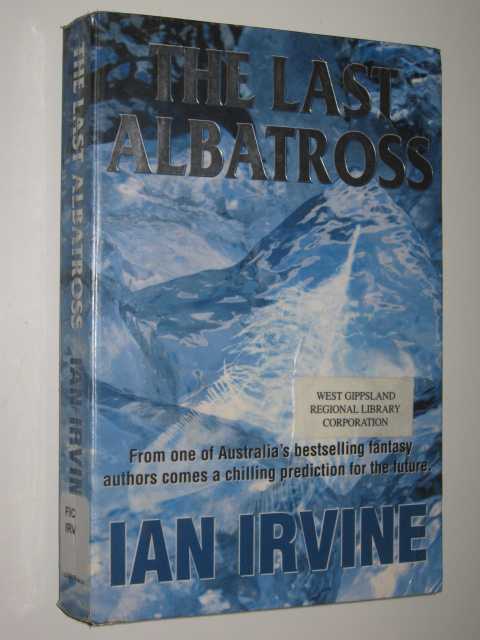 THE LAST
ALBATROSS
WEST GIPPSLAND
REGIONAL LIBRARY
CORPORATION
From one of Australia's bestselling fantasy
authors comes a chilling prediction for the future.
IAN IRVINE
THE LAST ALBATROSS IAN IRVIN
FIC
IRV